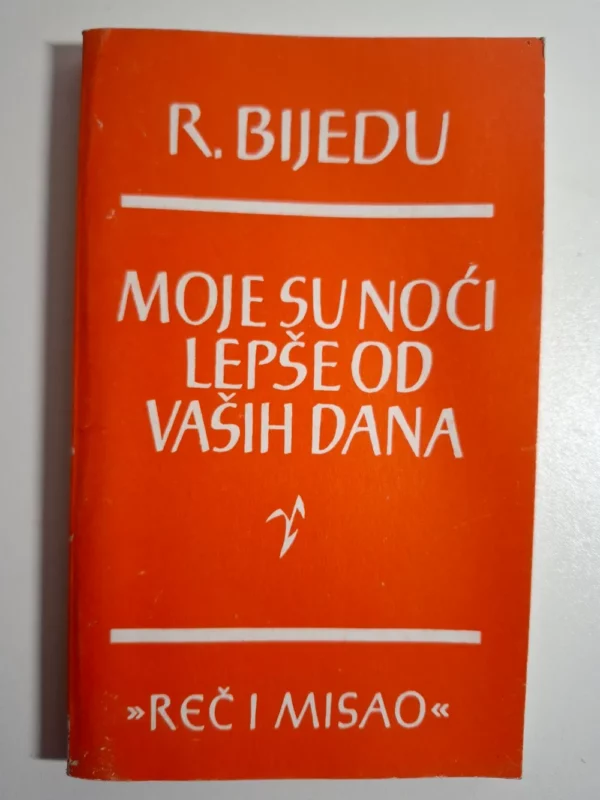 R. BIJEDU
MOJE SU NOĆI
LEPŠE OD
VAŠIH DANA
»REČ I MISAO«